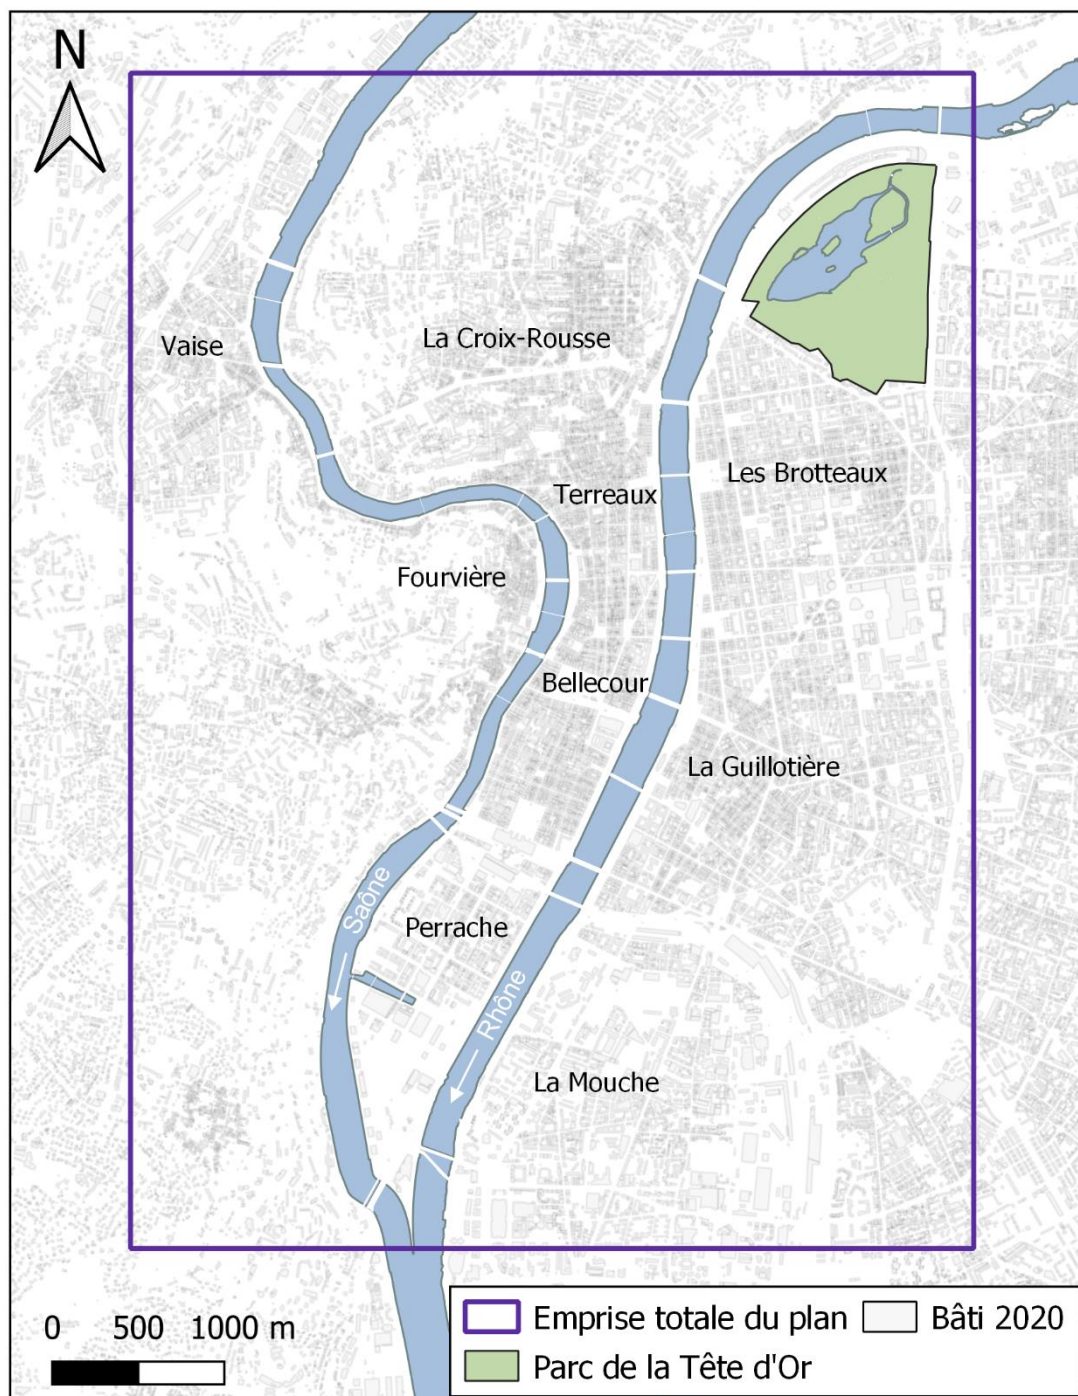 N
Vaise
La Croix-Rousse
Les Brotteaux
Terreaux
Fourvière
Bellecour
La Guillotière
Saône
Perrache
Rhône
La Mouche
0 500 1000 m
Emprise totale du plan Bâti 2020
Parc de la Tête d'Or